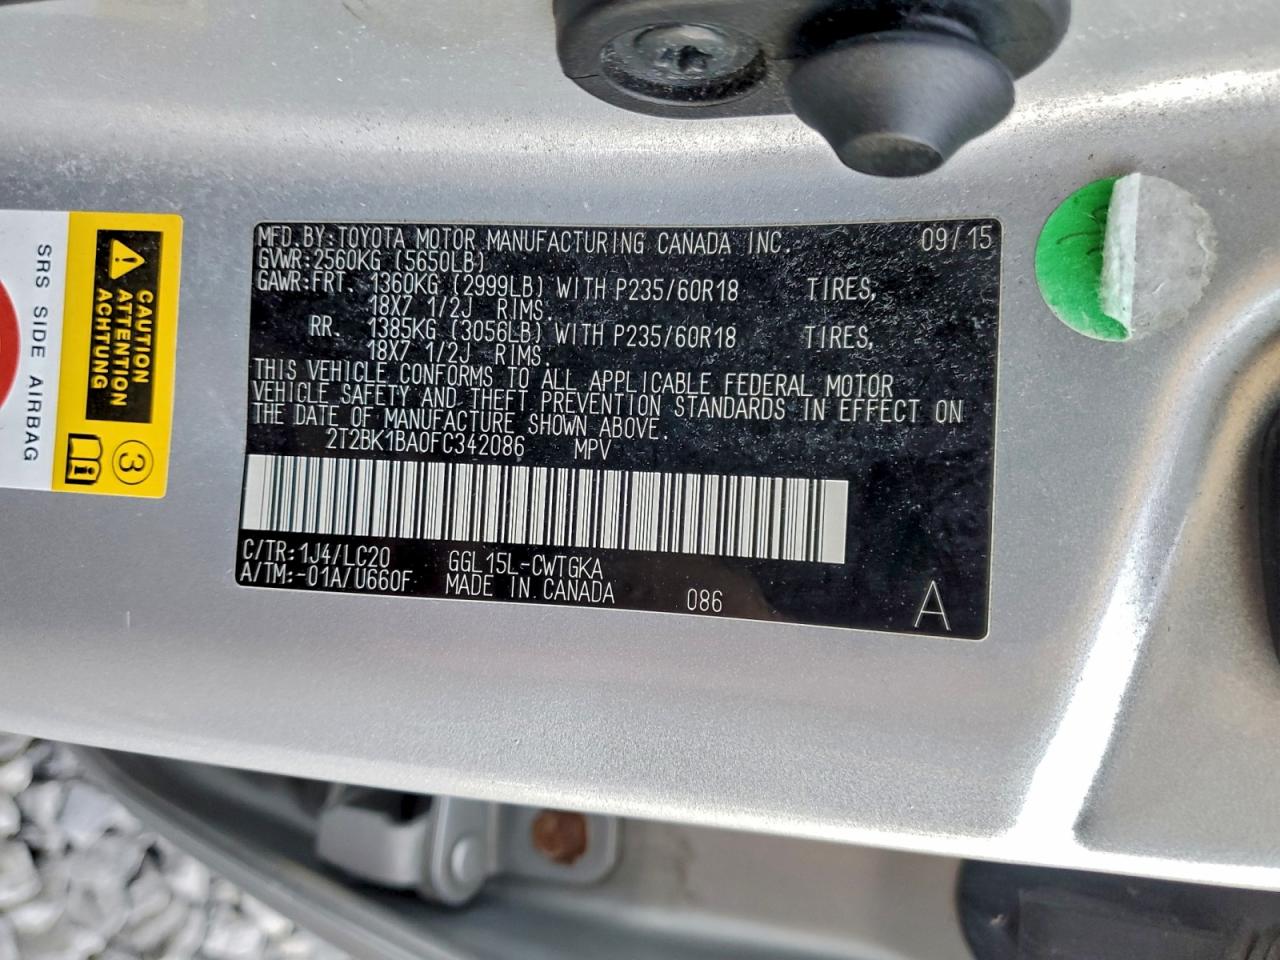 MFD.BY:TOYOTA MOTOR MANUFACTURING CANADA INC. 09/15
GVWR:2560KG (5650LB)
GAWR:FRT. 1360KG (2999LB) WITH P235/60R18 TIRES,
18X7 1/2J RIMS.
RR. 1385KG (3056LB) WITH P235/60R18 TIRES,
18X7 1/2J RIMS.
THIS VEHICLE CONFORMS TO ALL APPLICABLE FEDERAL MOTOR
VEHICLE SAFETY AND THEFT PREVENTION STANDARDS IN EFFECT ON
THE DATE OF MANUFACTURE SHOWN ABOVE.
2T2BK1BA0FC342086 MPV
C/TR:1J4/LC20 GGL15L-CWTGKA
A/TM:-01A/U660F MADE IN CANADA 086 A
CAUTION
ATTENTION
ACHTUNG
3
SRS SIDE AIRBAG